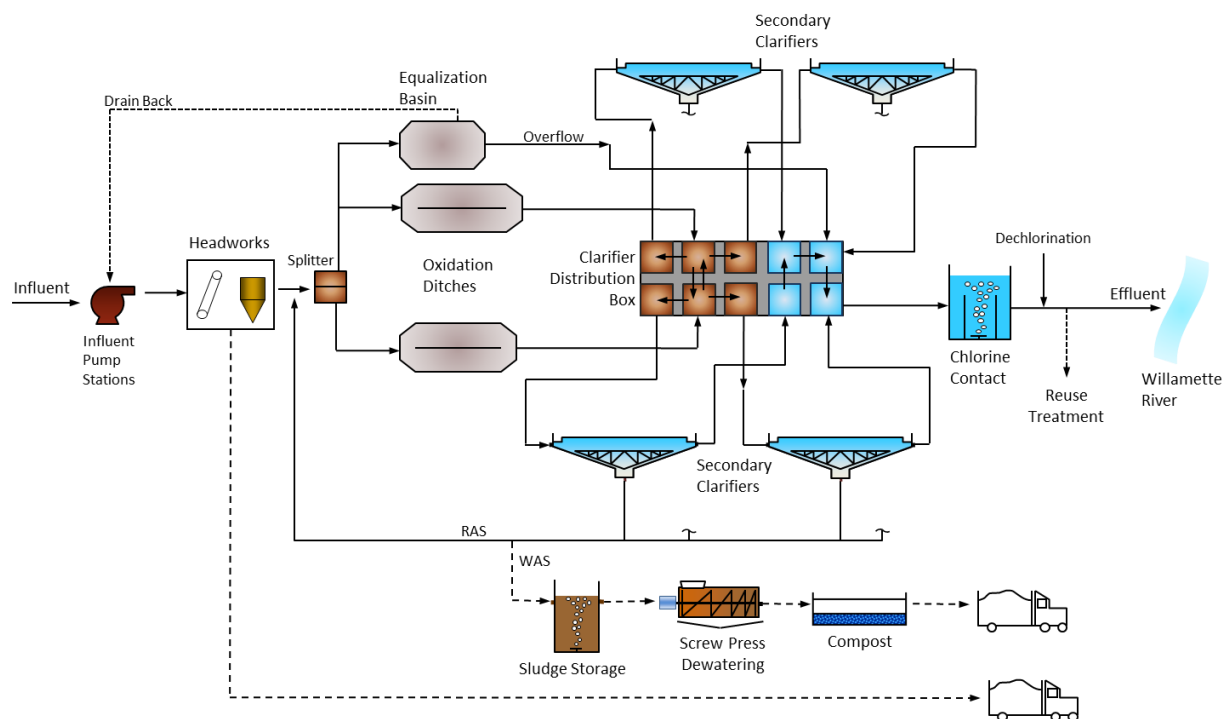 Secondary
Clarifiers
Equalization
Basin
Drain Back
Overflow
Headworks
Splitter
Clarifier
Distribution
Box
Oxidation
Ditches
Dechlorination
Influent
Effluent
Influent
Pump
Stations
Chlorine
Contact
Reuse
Treatment
Willamette
River
Secondary
Clarifiers
RAS
WAS
Sludge Storage
Screw Press
Dewatering
Compost